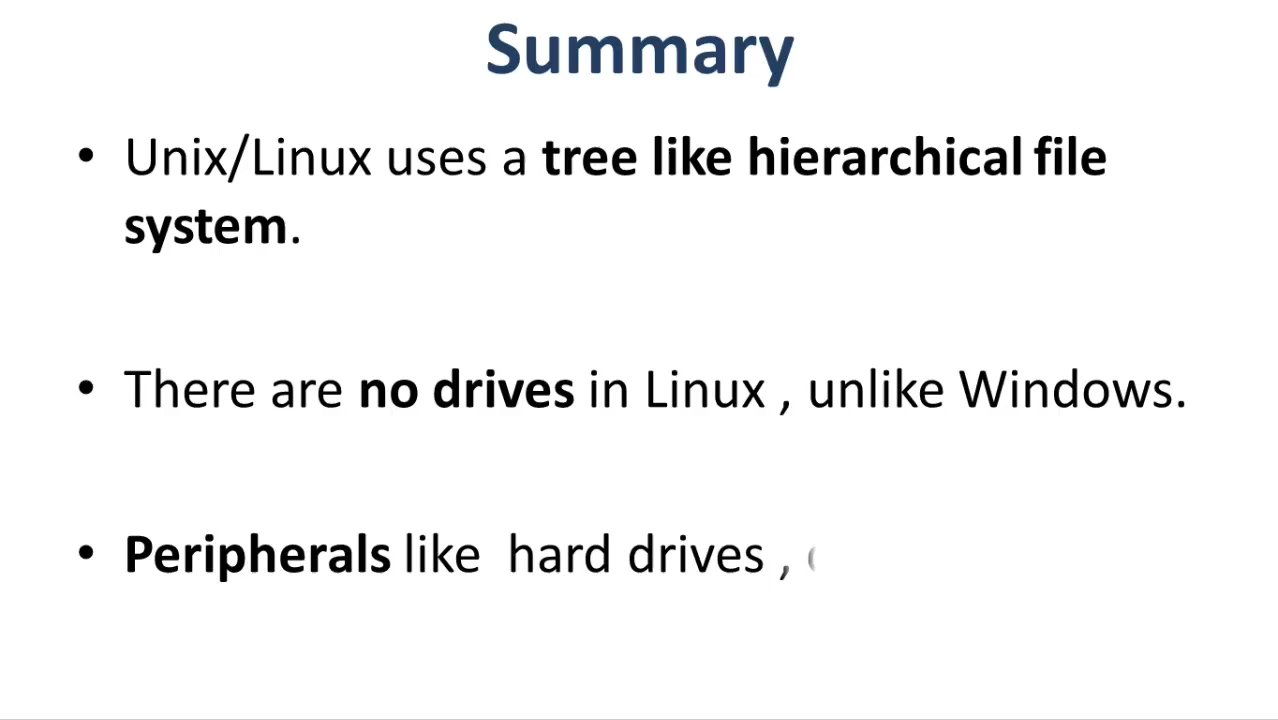 Summary
• Unix/Linux uses a tree like hierarchical file
system.
• There are no drives in Linux , unlike Windows.
• Peripherals like hard drives ,